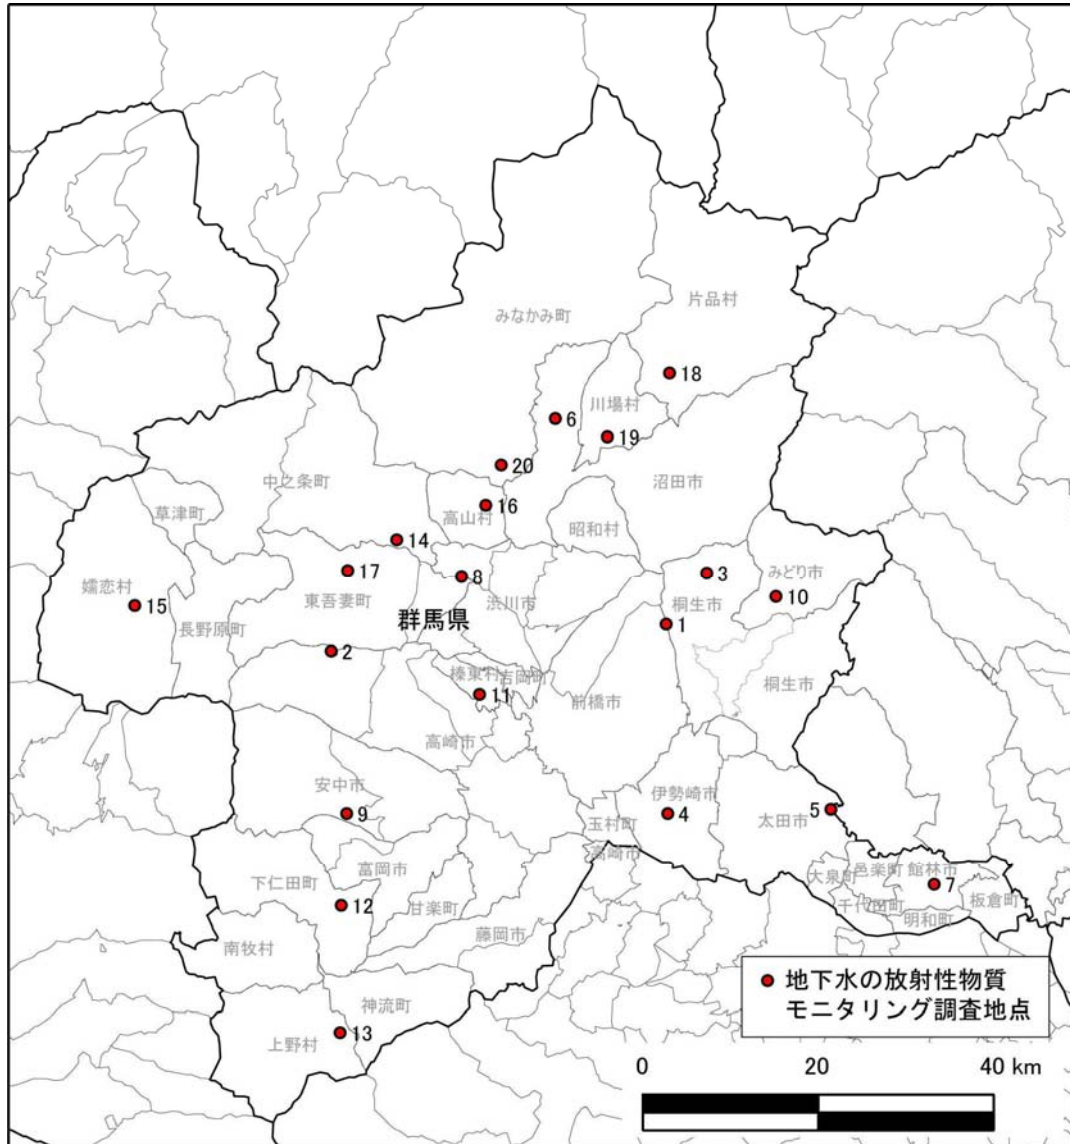 片品村
みなかみ町
18
川場村
6
19
20
中之条町
沼田市
草津町
16
高山村
昭和村
14
嬬恋村
17
8
3
みどり市
東吾妻町
渋川市
桐生市
10
15
群馬県
1
長野原町
2
榛東村
吉岡町
桐生市
11
前橋市
高崎市
安中市
伊勢崎市
9
玉村町
4
5
太田市
高崎市
富岡市
大泉町
邑楽町
館林市
下仁田町
7
12
甘楽町
千代田町
板倉町
明和町
藤岡市
南牧村
神流町
13
上野村
地下水の放射性物質
モニタリング調査地点
0 20 40 km